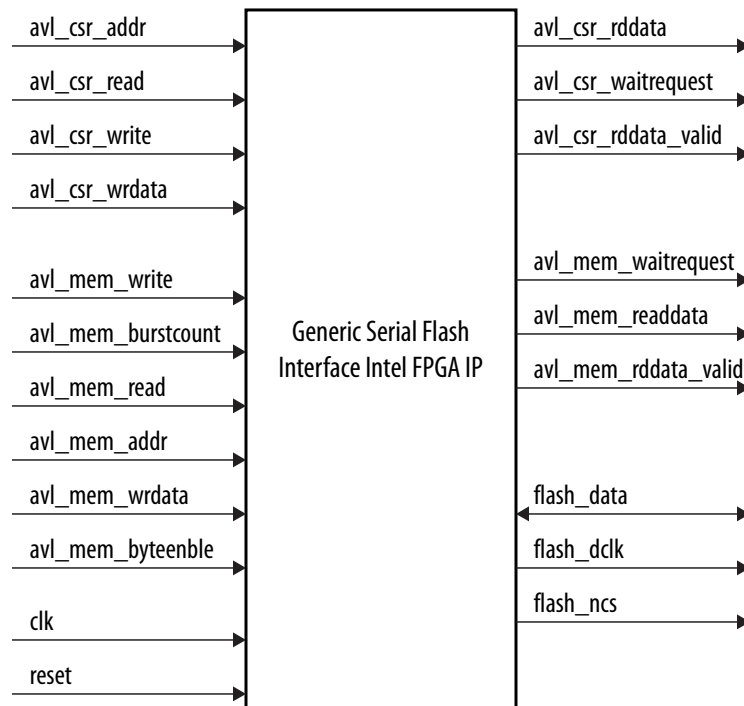 avl_csr_addr
avl_csr_read
avl_csr_write
avl_csr_wrdata
avl_mem_write
avl_mem_burstcount
avl_mem_read
avl_mem_addr
avl_mem_wrdata
avl_mem_byteenble
clk
reset
Generic Serial Flash
Interface Intel FPGA IP
avl_csr_rddata
avl_csr_waitrequest
avl_csr_rddata_valid
avl_mem_waitrequest
avl_mem_readdata
avl_mem_rddata_valid
flash_data
flash_dclk
flash_ncs